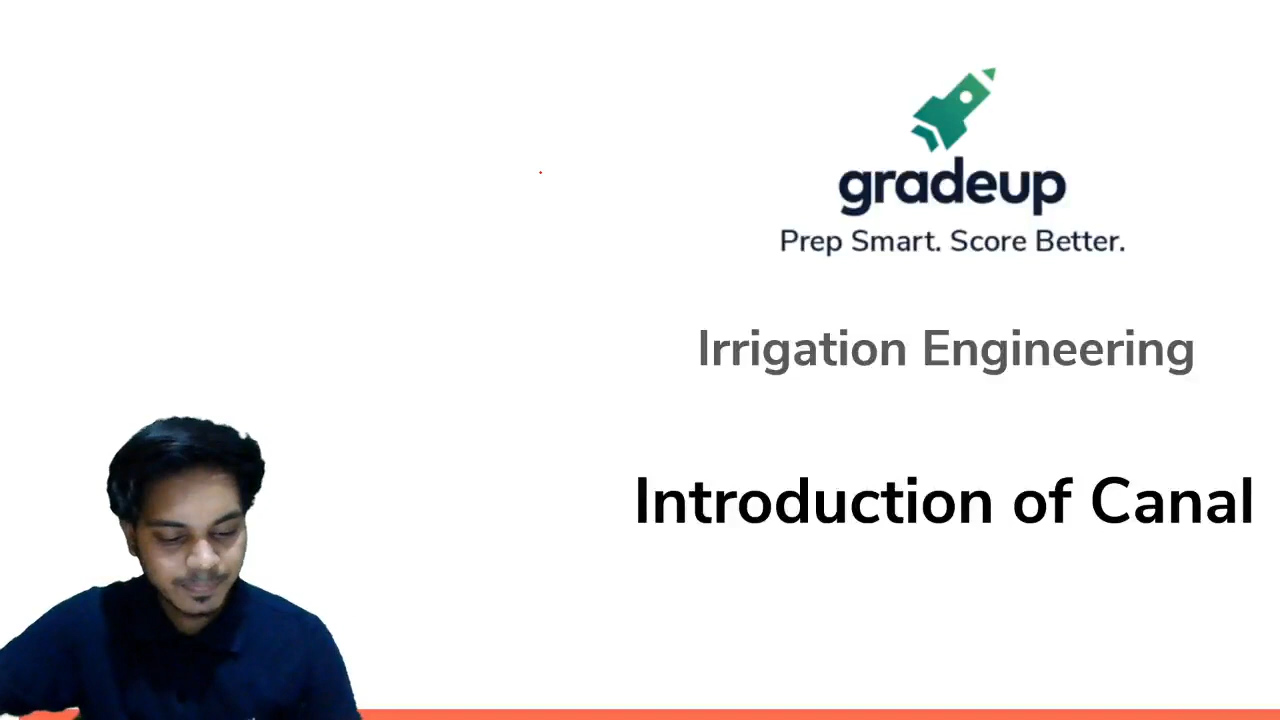 gradeup
Prep Smart. Score Better.
Irrigation Engineering
Introduction of Canal